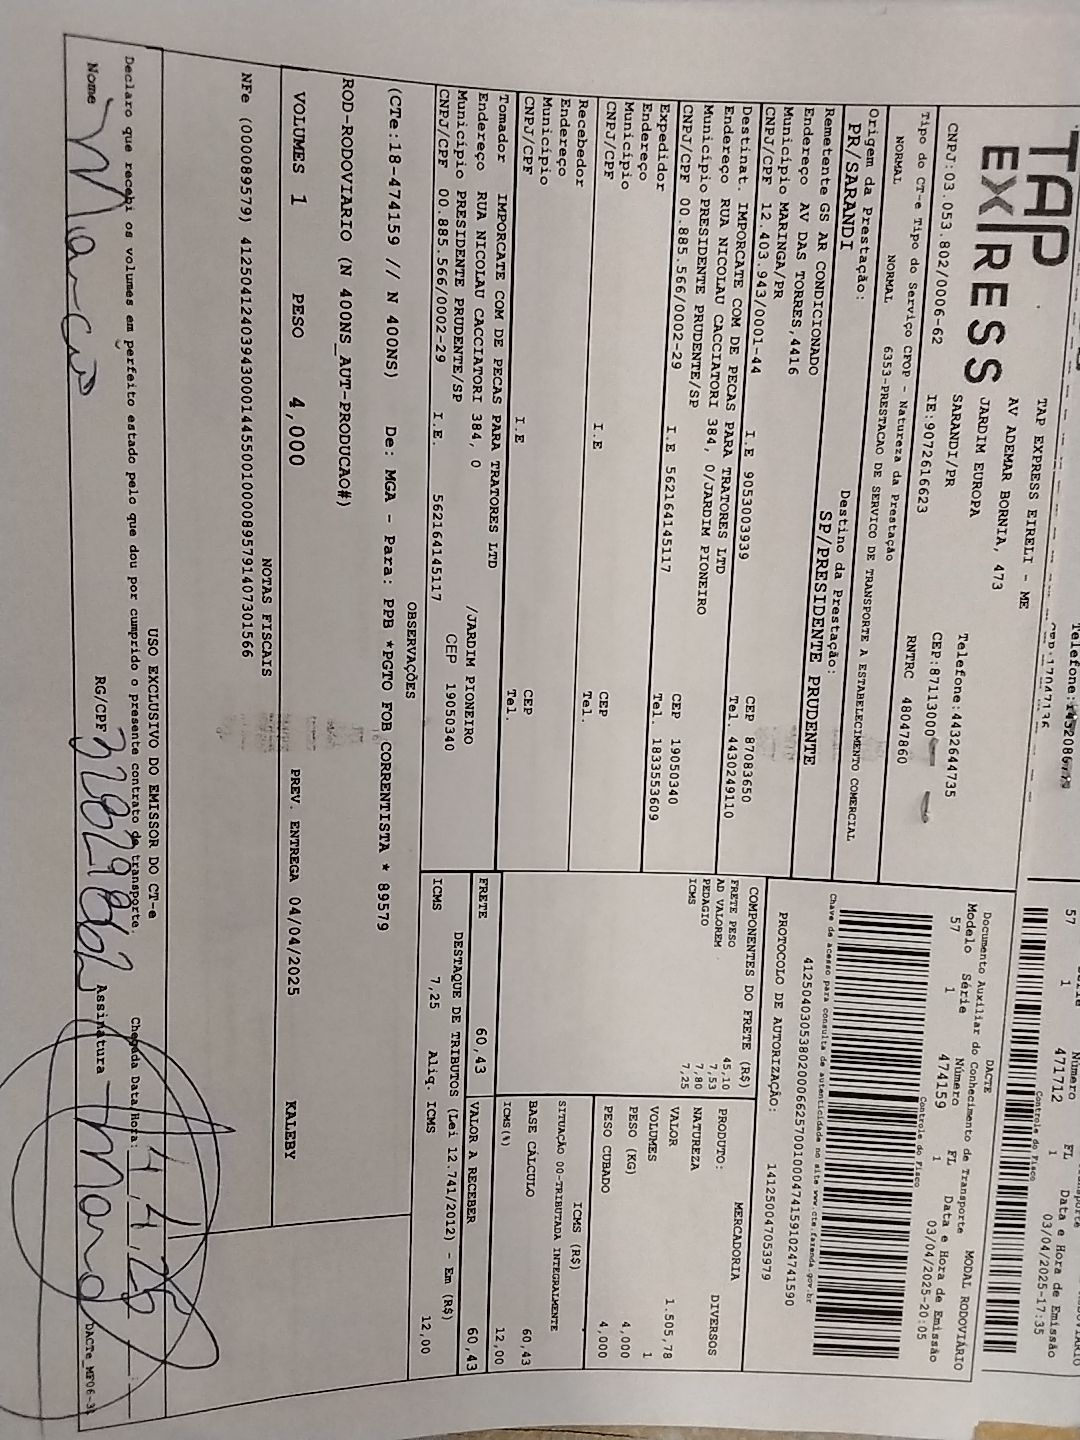 Telefone:
CEP:17047136
57 1 471712 1 03/04/2025-17:35
Número FL Data e Hora de Emissão
Controle do Fisco
TAP
EXPRESS
TAP EXPRESS EIRELI - ME
AV ADEMAR BORNIA, 473
JARDIM EUROPA
SARANDI/PR
Telefone:4432644735
CEP:87113000
CNPJ:03.053.802/0006-62 IE:9072616623 RNTRC 48047860
DACTE
Documento Auxiliar do Conhecimento de Transporte MODAL RODOVIÁRIO
Modelo Série Número FL Data e Hora de Emissão
57 1 474159 1 03/04/2025-20:05
Controle do Fisco
Tipo do CT-e Tipo do Serviço CFOP - Natureza da Prestação
NORMAL NORMAL 6353-PRESTACAO DE SERVICO DE TRANSPORTE A ESTABELECIMENTO COMERCIAL
Chave de acesso para consulta de autenticidade no site www.cte.fazenda.gov.br
41250403053802000662570010004741591024741590
PROTOCOLO DE AUTORIZAÇÃO: 141250047053979
Origem da Prestação: Destino da Prestação:
PR/SARANDI SP/PRESIDENTE PRUDENTE
Remetente GS AR CONDICIONADO
Endereço AV DAS TORRES,4416
Município MARINGA/PR CEP 87083650
CNPJ/CPF 12.403.943/0001-44 I.E 9053003939 Tel. 4430249110
Destinat. IMPORCATE COM DE PECAS PARA TRATORES LTD
Endereço RUA NICOLAU CACCIATORI 384, 0/JARDIM PIONEIRO
Município PRESIDENTE PRUDENTE/SP CEP 19050340
CNPJ/CPF 00.885.566/0002-29 I.E 562164145117 Tel. 1833553609
Expedidor
Endereço
Município CEP
CNPJ/CPF I.E Tel.
Recebedor
Endereço
Município CEP
CNPJ/CPF I.E Tel.
Tomador IMPORCATE COM DE PECAS PARA TRATORES LTD
Endereço RUA NICOLAU CACCIATORI 384, 0 /JARDIM PIONEIRO
Município PRESIDENTE PRUDENTE/SP CEP 19050340
CNPJ/CPF 00.885.566/0002-29 I.E. 562164145117
COMPONENTES DO FRETE (R$)
FRETE PESO 45,10
AD VALOREM 7,53
PEDAGIO 7,80
ICMS 7,25
FRETE 60,43
MERCADORIA
PRODUTO: DIVERSOS
NATUREZA
VALOR 1.505,78
VOLUMES 1
PESO (KG) 4,000
PESO CUBADO 4,000
ICMS (R$)
SITUAÇÃO 00-TRIBUTADA INTEGRALMENTE
BASE CÁLCULO 60,43
ICMS(%) 12,00
VALOR A RECEBER 60,43
DESTAQUE DE TRIBUTOS (Lei 12.741/2012) - Em (R$)
ICMS 7,25 Aliq. ICMS 12,00
OBSERVAÇÕES
(CTe:18-474159 // N 400NS) De: MGA - Para: PPB *PGTO FOB CORRENTISTA * 89579
ROD-RODOVIARIO (N 400NS_AUT-PRODUCAO#)
VOLUMES 1 PESO 4,000 PREV. ENTREGA 04/04/2025 KALEBY
NOTAS FISCAIS
NFe (000089579) 41250412403943000144550010000895791407301566
USO EXCLUSIVO DO EMISSOR DO CT-e
Declaro que recebi os volumes em perfeito estado pelo que dou por cumprido o presente contrato de transporte. Chegada Data/Hora: 4,4,25
Nome Marcio RG/CPF Assinatura